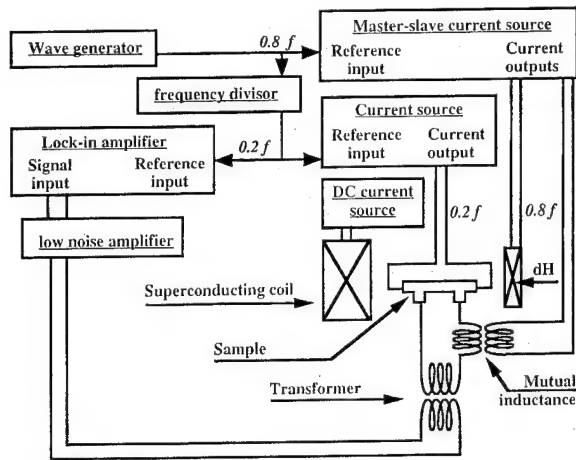 Master-slave current source
Wave generator
0.8 f
Reference
input
Current
outputs
frequency divisor
Current source
Reference
input
Current
output
Lock-in amplifier
Signal
input
Reference
input
0.2 f
DC current
source
0.2 f
0.8 f
low noise amplifier
dH
Superconducting coil
Sample
Transformer
Mutual
inductance